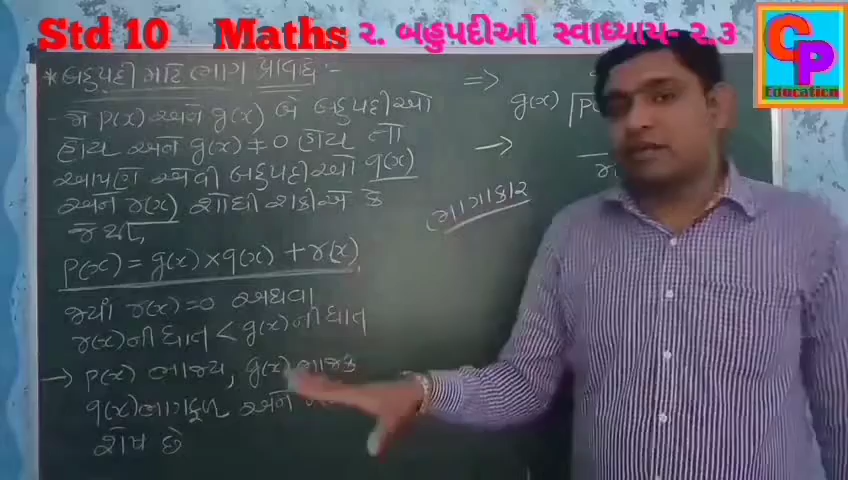 Std 10 Maths ૨. બહુપદીઓ સ્વાધ્યાય- ૨.૩
CP
Education
* બહુપદી માટે ભાગ પ્રવિધિ :-
- જો P(x) અને g(x) બે બહુપદીઓ
હોય અને g(x) ≠ 0 હોય તો
આપણે એવી બહુપદીઓ q(x)
અને r(x) શોધી શકીએ કે
જેથી,
P(x) = g(x) × q(x) + r(x)
જ્યાં r(x) = 0 અથવા
r(x)ની ઘાત < g(x)ની ઘાત
→ P(x) ભાજ્ય, g(x) ભાજક
q(x) ભાગફળ અને
શેષ છે
⇒ g(x) P(
→
ભાગાકાર